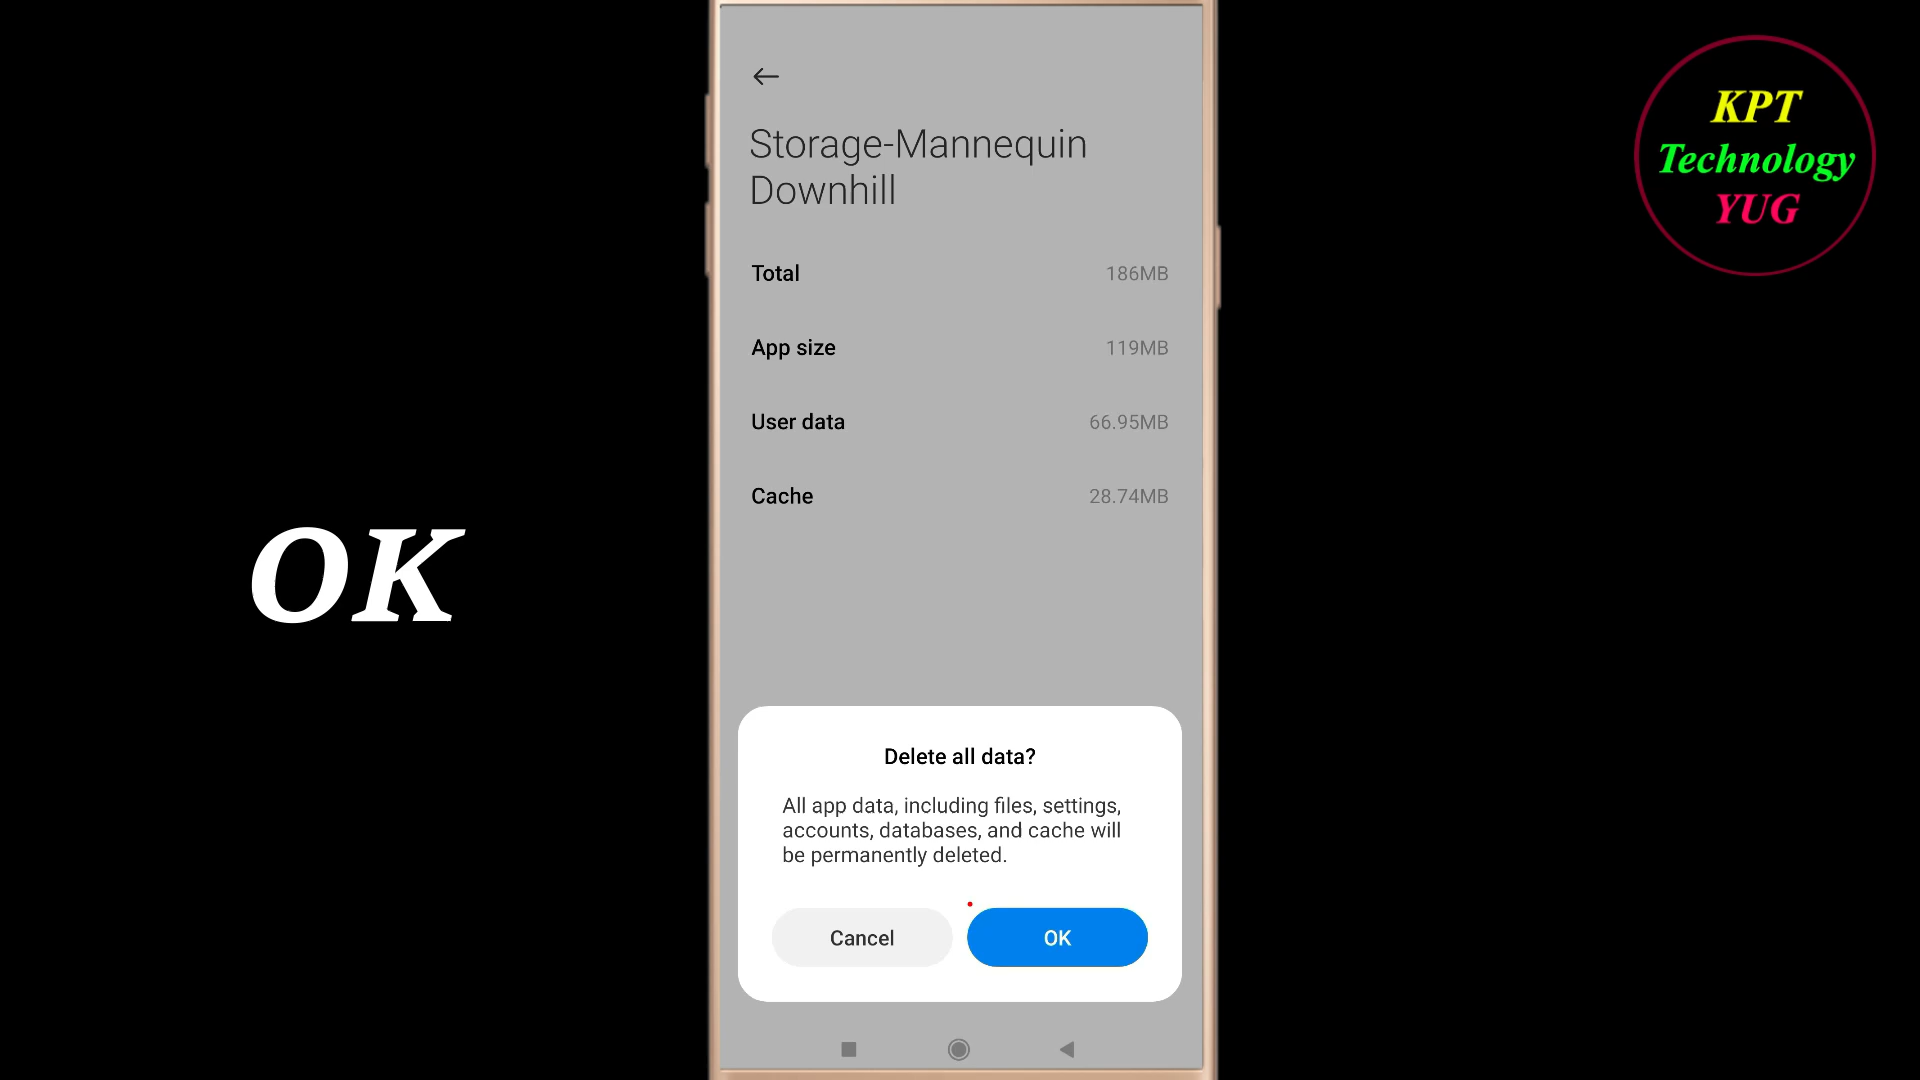 KPT
Technology
YUG
Storage-Mannequin
Downhill
Total 186MB
App size 119MB
User data 66.95MB
Cache 28.74MB
OK
Delete all data?
All app data, including files, settings,
accounts, databases, and cache will
be permanently deleted.
Cancel OK